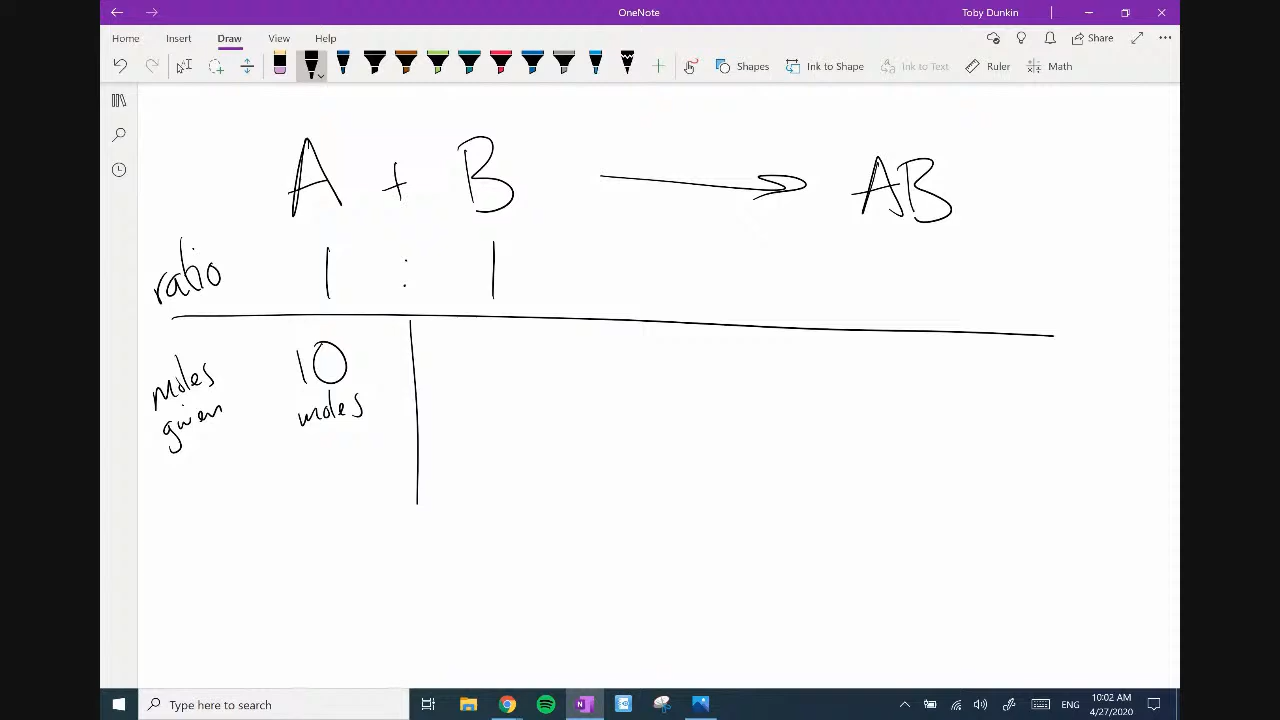 OneNote
Toby Dunkin
Home Insert Draw View Help
Share
Shapes Ink to Shape Ink to Text Ruler Math
A + B → AB
ratio 1 : 1
moles given 10 moles
Type here to search
ENG
10:02 AM
4/27/2020